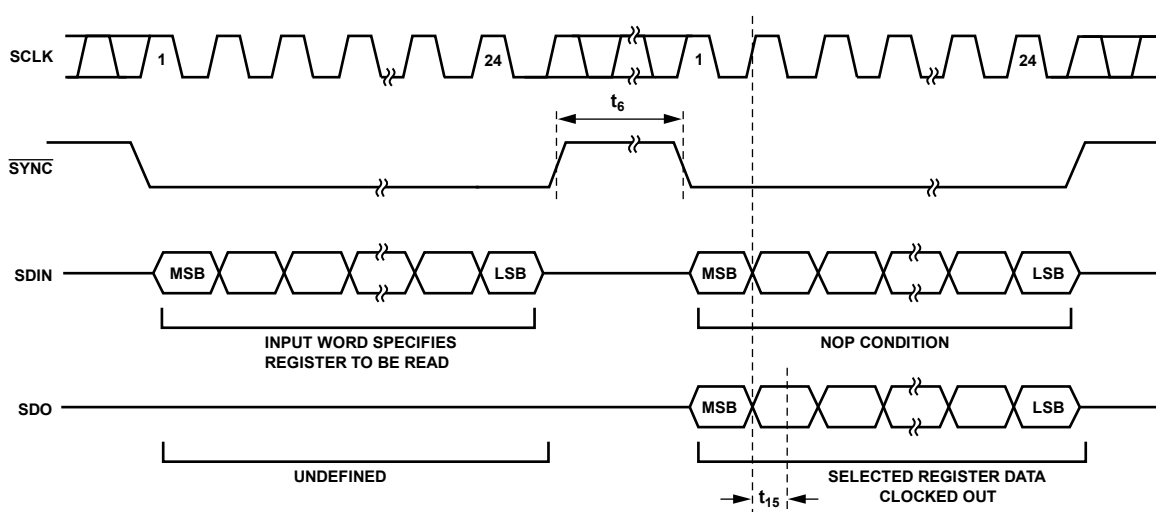 SCLK
1
24
1
24
t6
SYNC
SDIN
MSB
LSB
MSB
LSB
INPUT WORD SPECIFIES
REGISTER TO BE READ
NOP CONDITION
SDO
MSB
LSB
UNDEFINED
SELECTED REGISTER DATA
CLOCKED OUT
t15